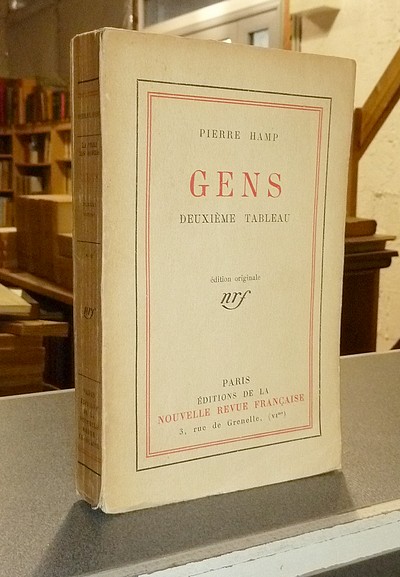 PIERRE HAMP
GENS
DEUXIÈME TABLEAU
édition originale
nrf
PARIS
ÉDITIONS DE LA
NOUVELLE REVUE FRANÇAISE
3, rue de Grenelle, (VIme)
nrf